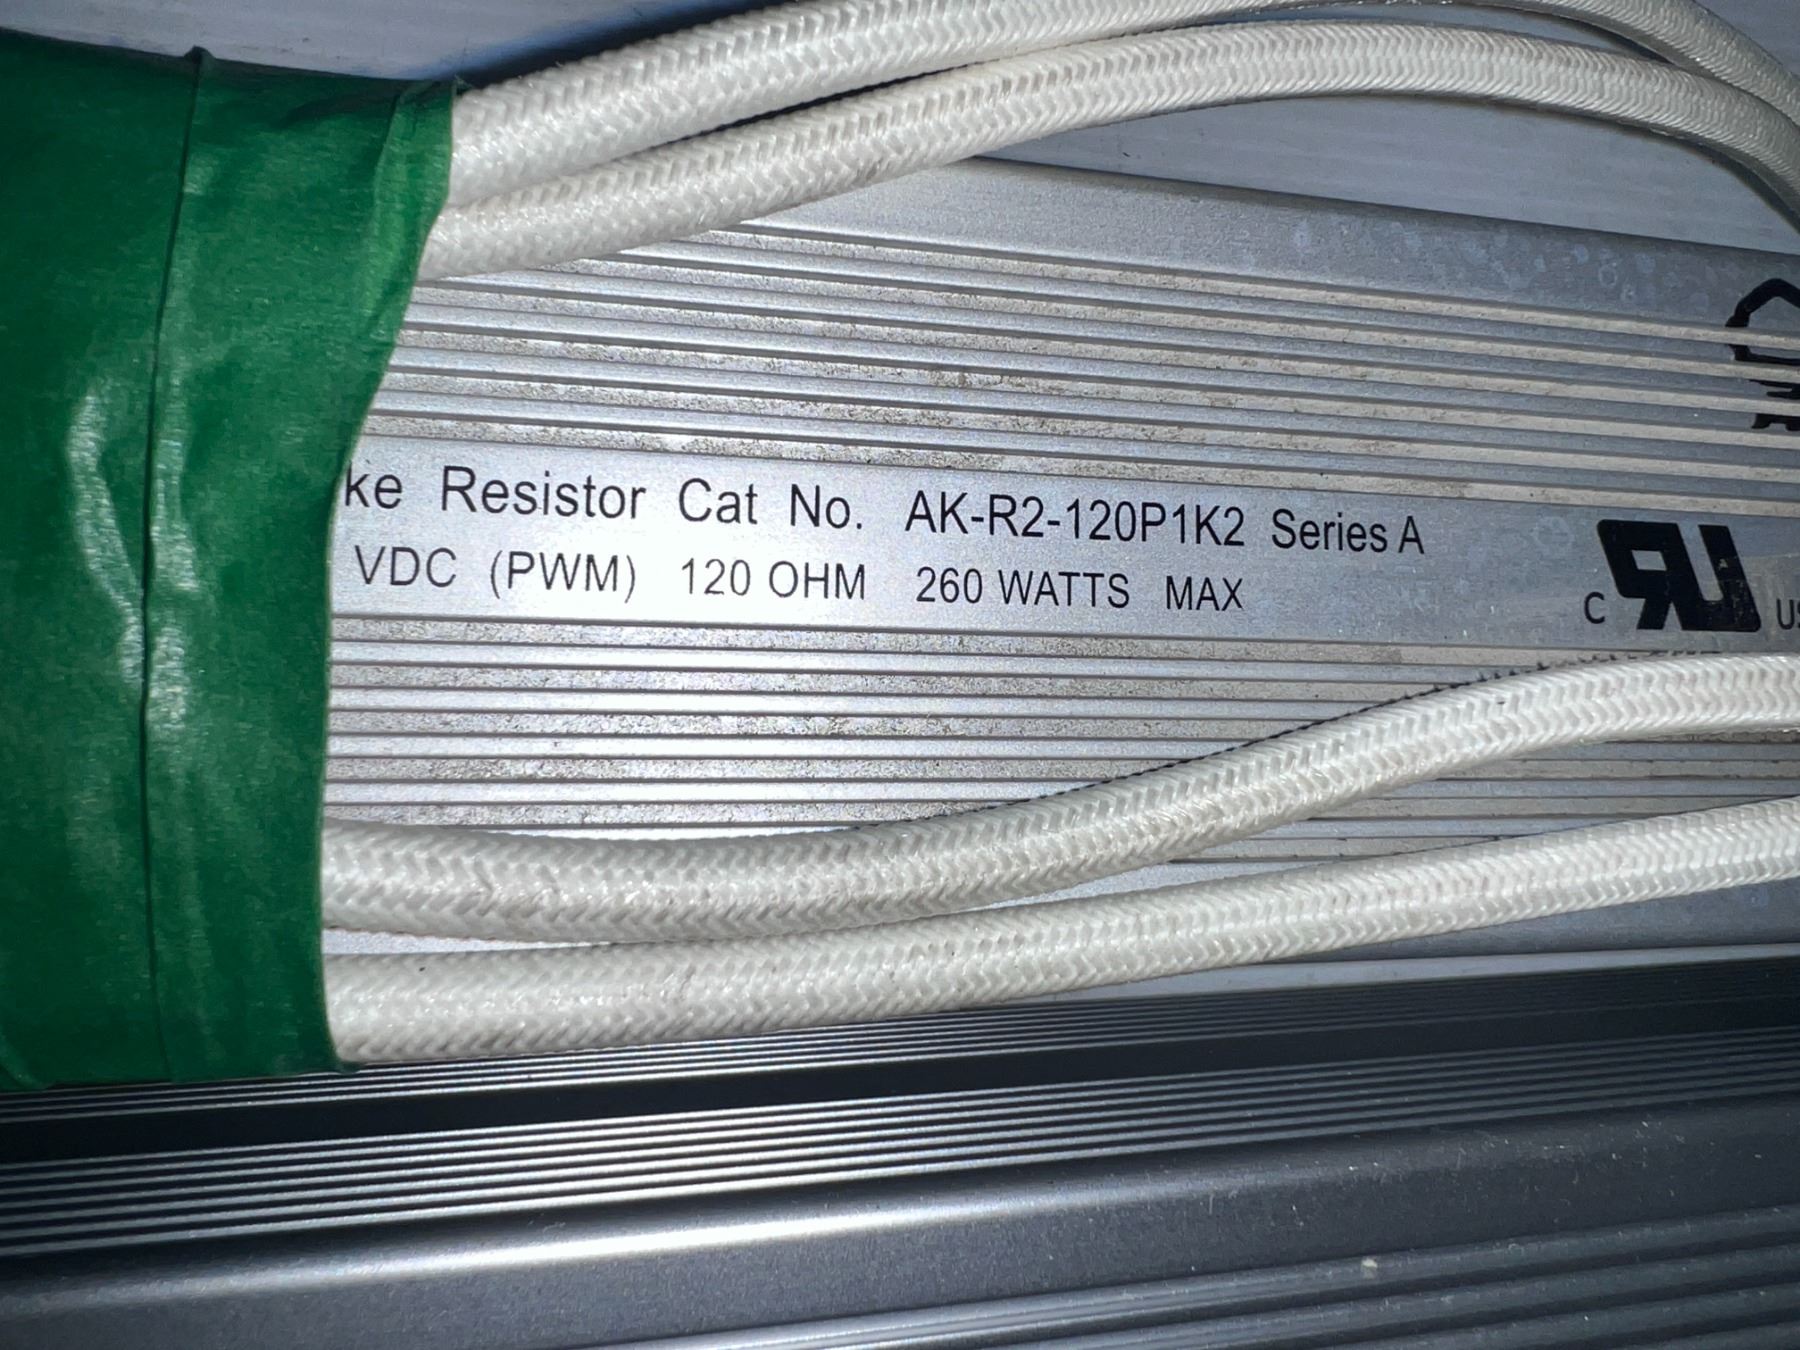 ke Resistor Cat No. AK-R2-120P1K2 Series A
VDC (PWM) 120 OHM 260 WATTS MAX
C US